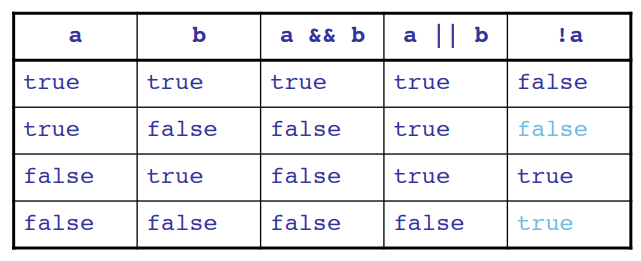 a b a && b a || b !a
true true true true false
true false false true false
false true false true true
false false false false true